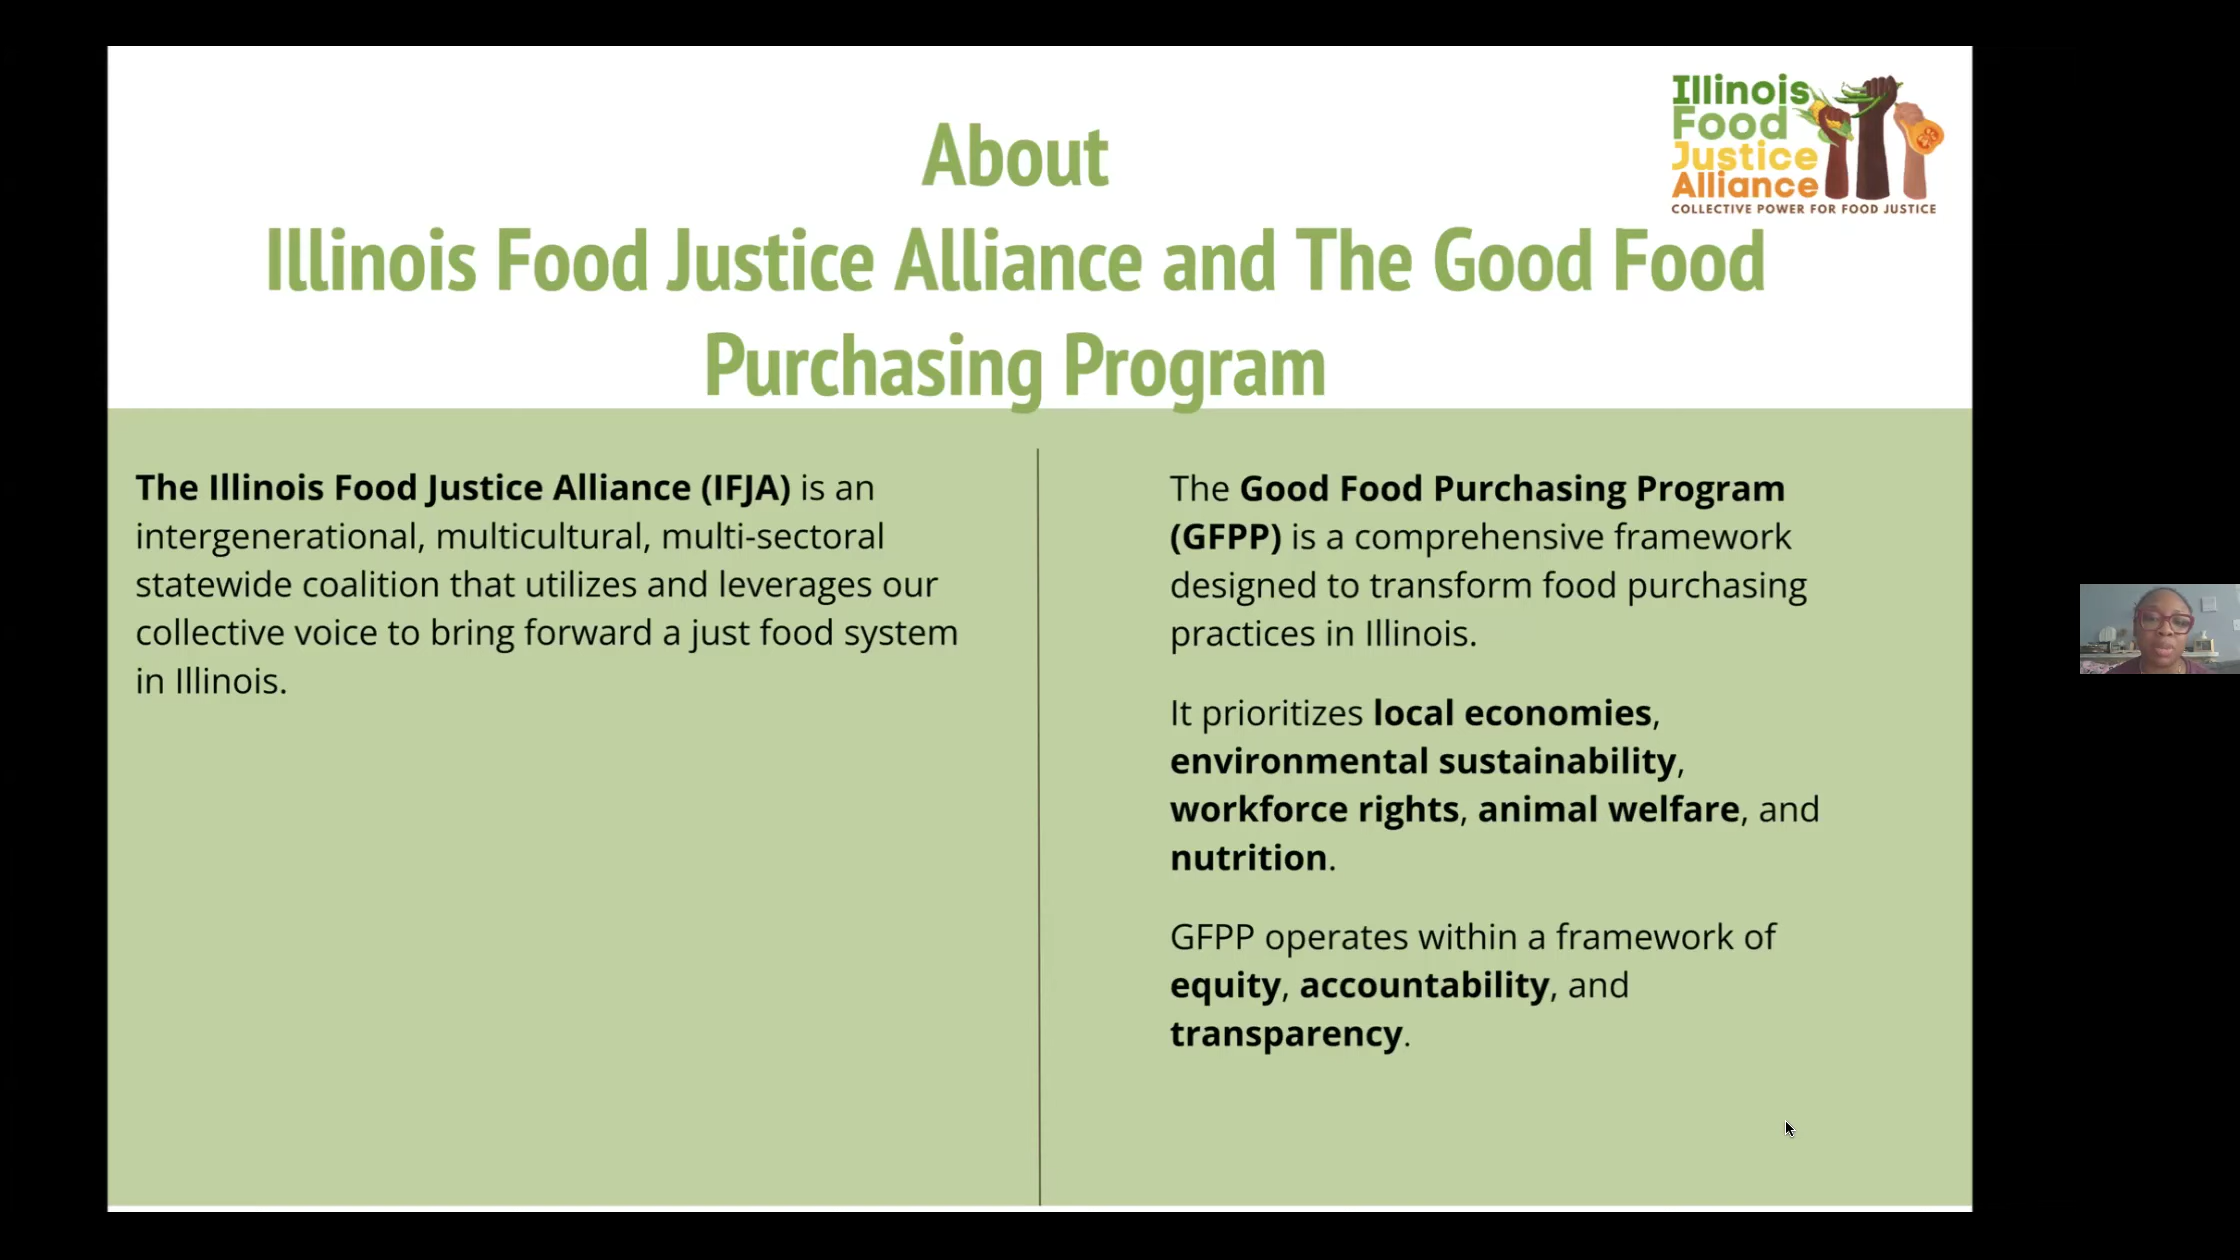 About
Illinois Food Justice Alliance and The Good Food
Purchasing Program
Illinois
Food
Justice
Alliance
COLLECTIVE POWER FOR FOOD JUSTICE
The Illinois Food Justice Alliance (IFJA) is an
intergenerational, multicultural, multi-sectoral
statewide coalition that utilizes and leverages our
collective voice to bring forward a just food system
in Illinois.
The Good Food Purchasing Program
(GFPP) is a comprehensive framework
designed to transform food purchasing
practices in Illinois.
It prioritizes local economies,
environmental sustainability,
workforce rights, animal welfare, and
nutrition.
GFPP operates within a framework of
equity, accountability, and
transparency.